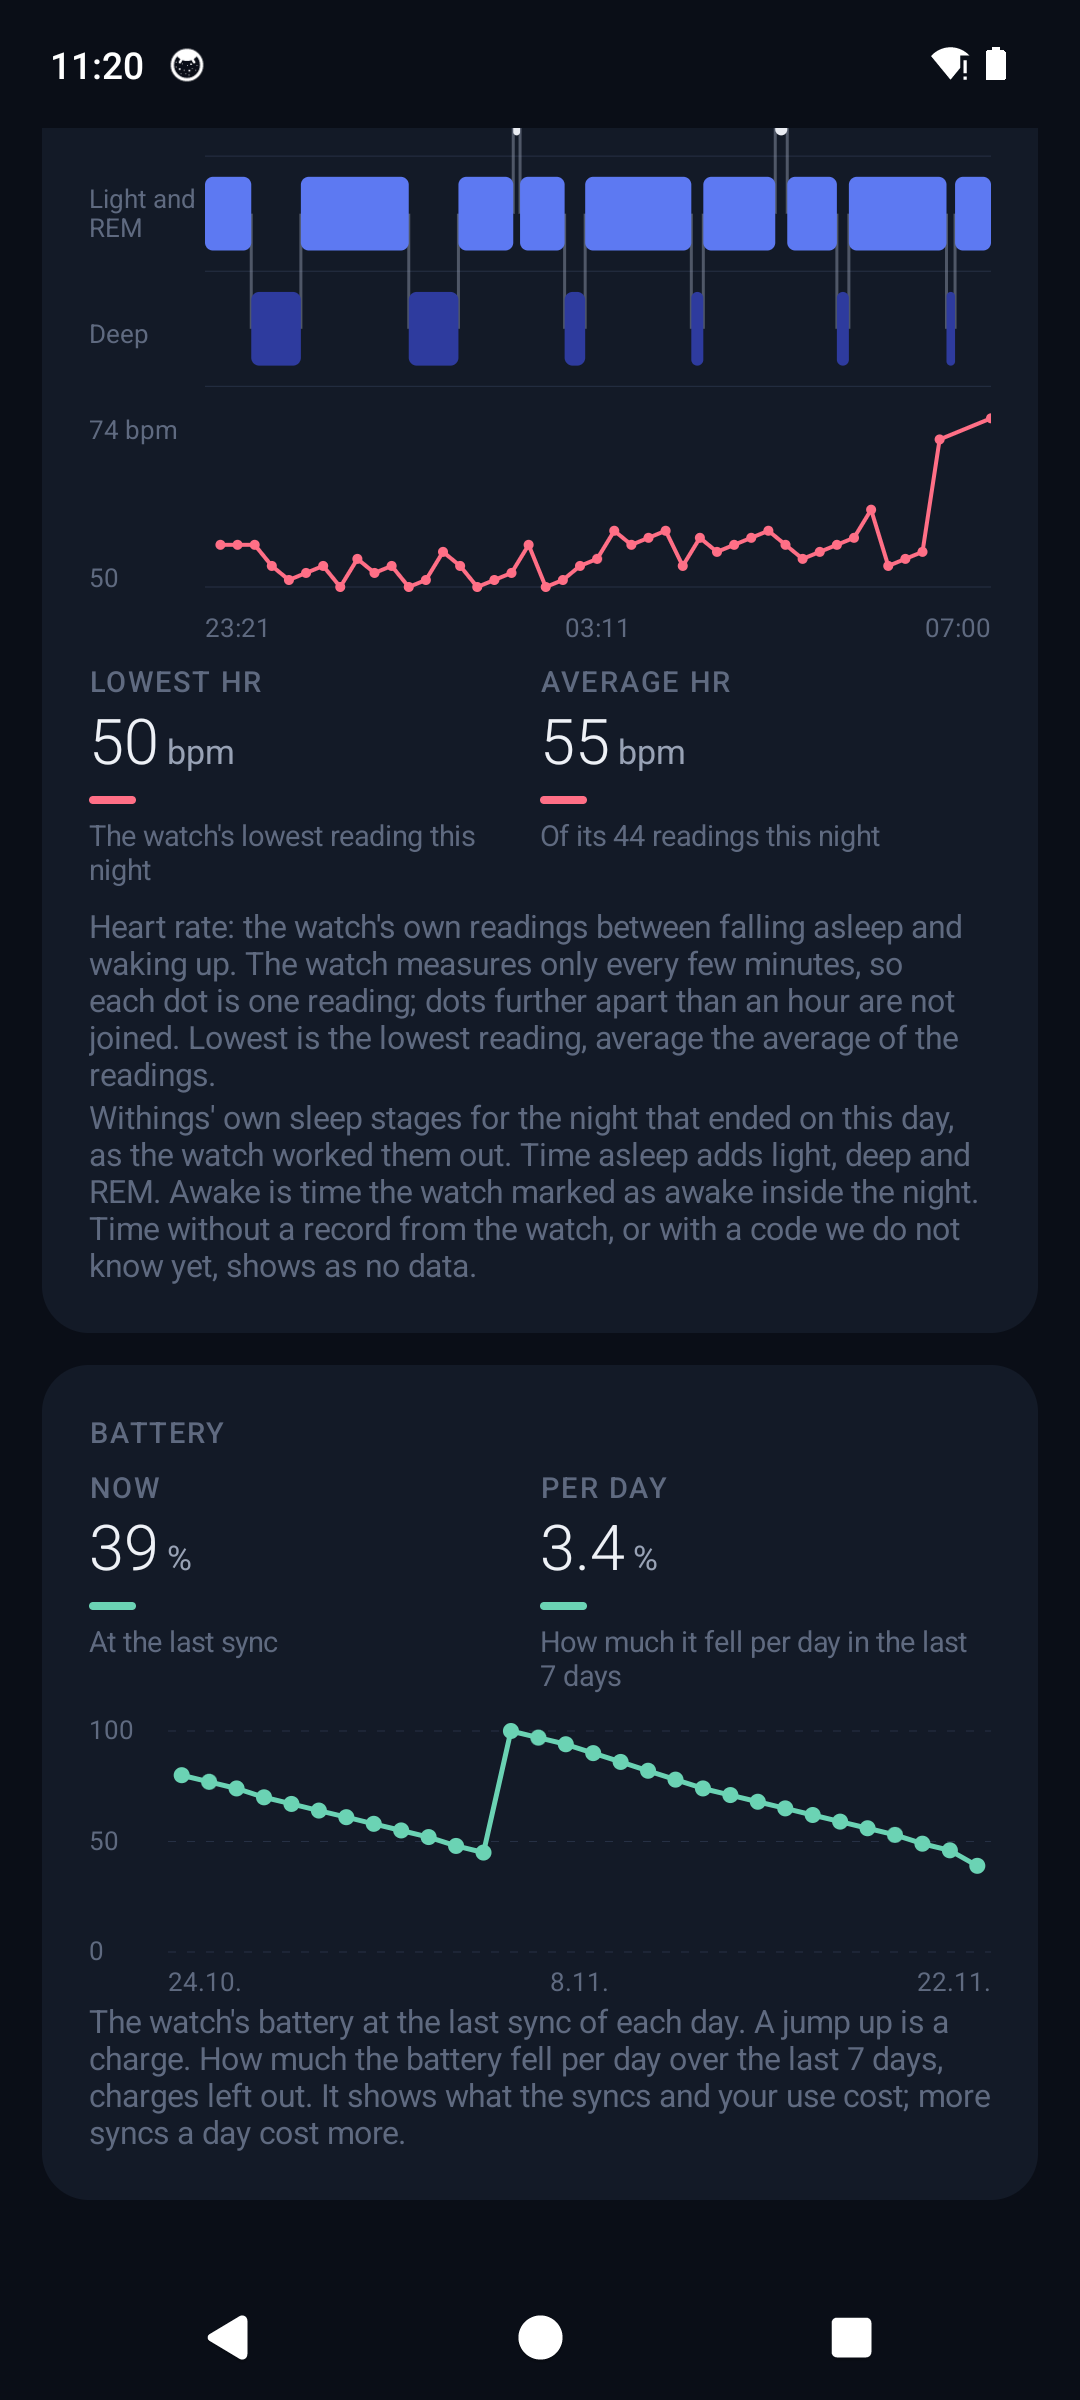 11:20
Light and
REM
Deep
74 bpm
50
23:21 03:11 07:00
LOWEST HR AVERAGE HR
50 bpm 55 bpm
The watch's lowest reading this
night
Of its 44 readings this night
Heart rate: the watch's own readings between falling asleep and
waking up. The watch measures only every few minutes, so
each dot is one reading; dots further apart than an hour are not
joined. Lowest is the lowest reading, average the average of the
readings.
Withings' own sleep stages for the night that ended on this day,
as the watch worked them out. Time asleep adds light, deep and
REM. Awake is time the watch marked as awake inside the night.
Time without a record from the watch, or with a code we do not
know yet, shows as no data.
BATTERY
NOW PER DAY
39 % 3.4 %
At the last sync
How much it fell per day in the last
7 days
100
50
0
24.10. 8.11. 22.11.
The watch's battery at the last sync of each day. A jump up is a
charge. How much the battery fell per day over the last 7 days,
charges left out. It shows what the syncs and your use cost; more
syncs a day cost more.